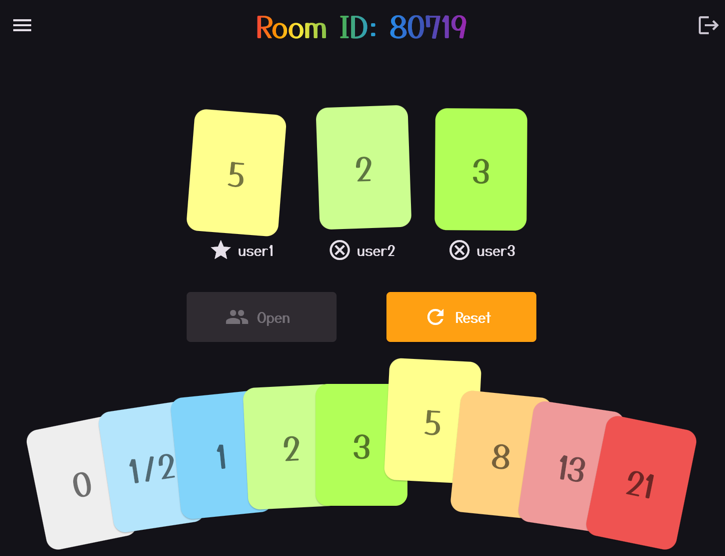 Room ID: 80719
5 2 3
user1 user2 user3
Open Reset
0 1/2 1 2 3 5 8 13 21